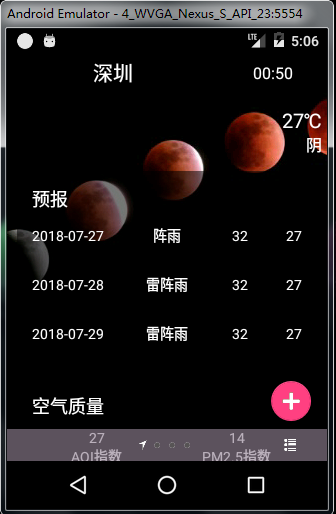 Android Emulator - 4_WVGA_Nexus_S_API_23:5554
LTE 5:06
深圳 00:50
27℃
阴
预报
2018-07-27 阵雨 32 27
2018-07-28 雷阵雨 32 27
2018-07-29 雷阵雨 32 27
空气质量
27 14
AQI指数 PM2.5指数